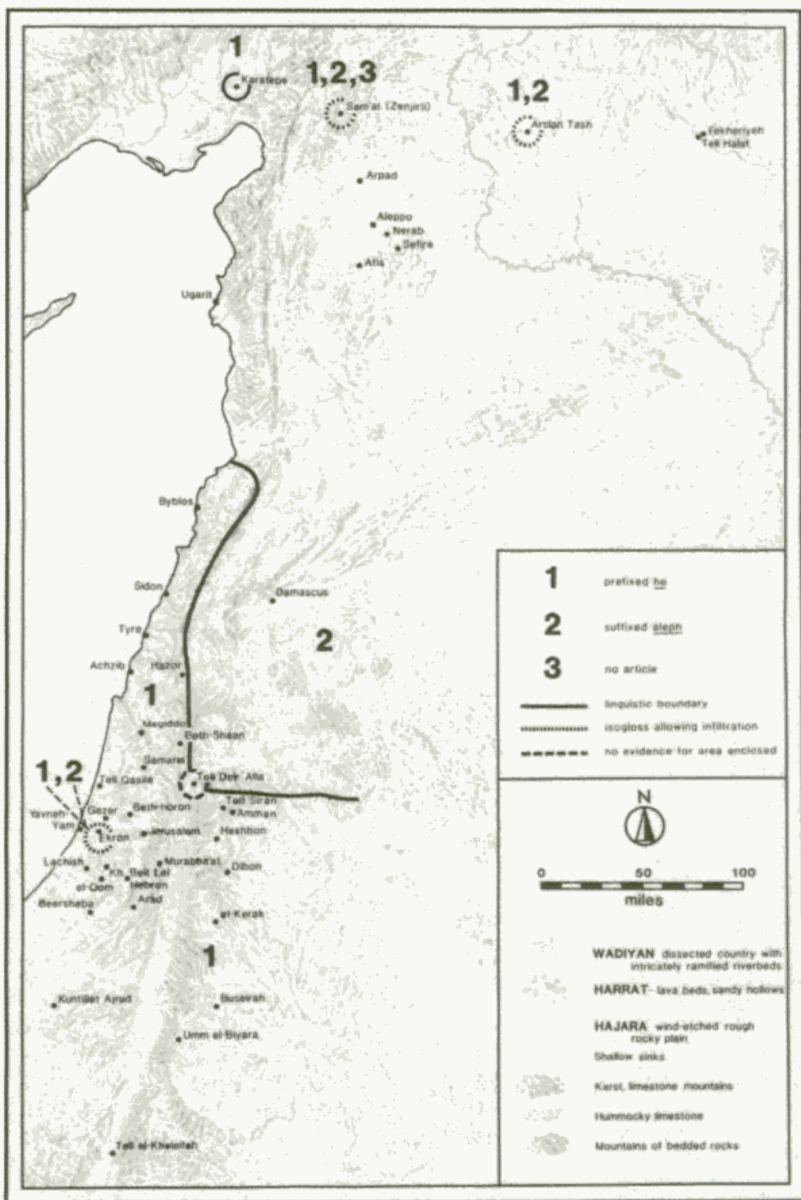 1
Karatepe
1,2,3
Sam'al (Zenjirli)
1,2
Arslan Tash
Fekheriyeh
Tell Halaf
Arpad
Aleppo
Nerab
Sefire
Afis
Ugarit
Byblos
Sidon
Damascus
Tyre
2
Achzib
Hazor
1
Megiddo
Beth-Shean
Samaria
1,2
Tell Qasile
Tell Deir Alla
Tell Siran
Amman
Yavneh-
Yam
Gezer
Beth-horon
Ekron
Jerusalem
Heshbon
Lachish
Murabba'at
Kh.
Beit Lei
Dibon
el-Qom
Hebron
Beersheba
Arad
el-Kerak
1
Kuntillet Ajrud
Buseirah
Umm el-Biyara
Tell el-Kheleifeh
1 prefixed he
2 suffixed aleph
3 no article
linguistic boundary
isogloss allowing infiltration
no evidence for area enclosed
N
0 50 100
miles
WADIYAN dissected country with
intricately ramified riverbeds
HARRAT - lava beds, sandy hollows
HAJARA wind-etched rough
rocky plain
Shallow sinks
Karst, limestone mountains
Hummocky limestone
Mountains of bedded rocks